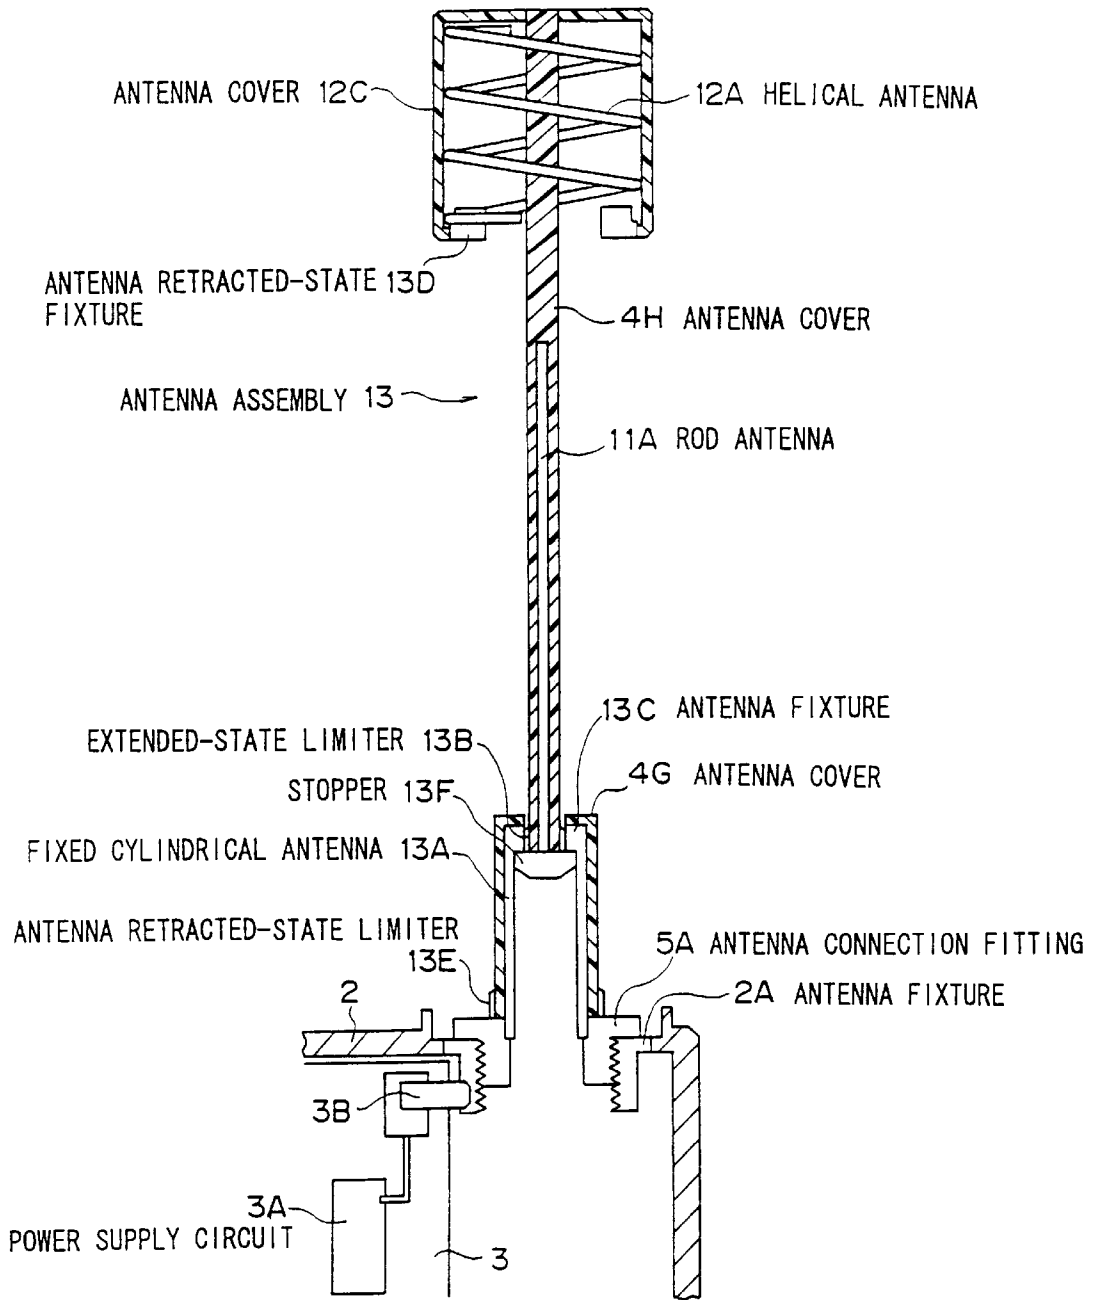 ANTENNA COVER 12C
12A HELICAL ANTENNA
ANTENNA RETRACTED-STATE 13D
FIXTURE
4H ANTENNA COVER
ANTENNA ASSEMBLY 13
11A ROD ANTENNA
13C ANTENNA FIXTURE
EXTENDED-STATE LIMITER 13B
4G ANTENNA COVER
STOPPER 13F
FIXED CYLINDRICAL ANTENNA 13A
ANTENNA RETRACTED-STATE LIMITER
13E
5A ANTENNA CONNECTION FITTING
2A ANTENNA FIXTURE
2
3B
3A
POWER SUPPLY CIRCUIT
3